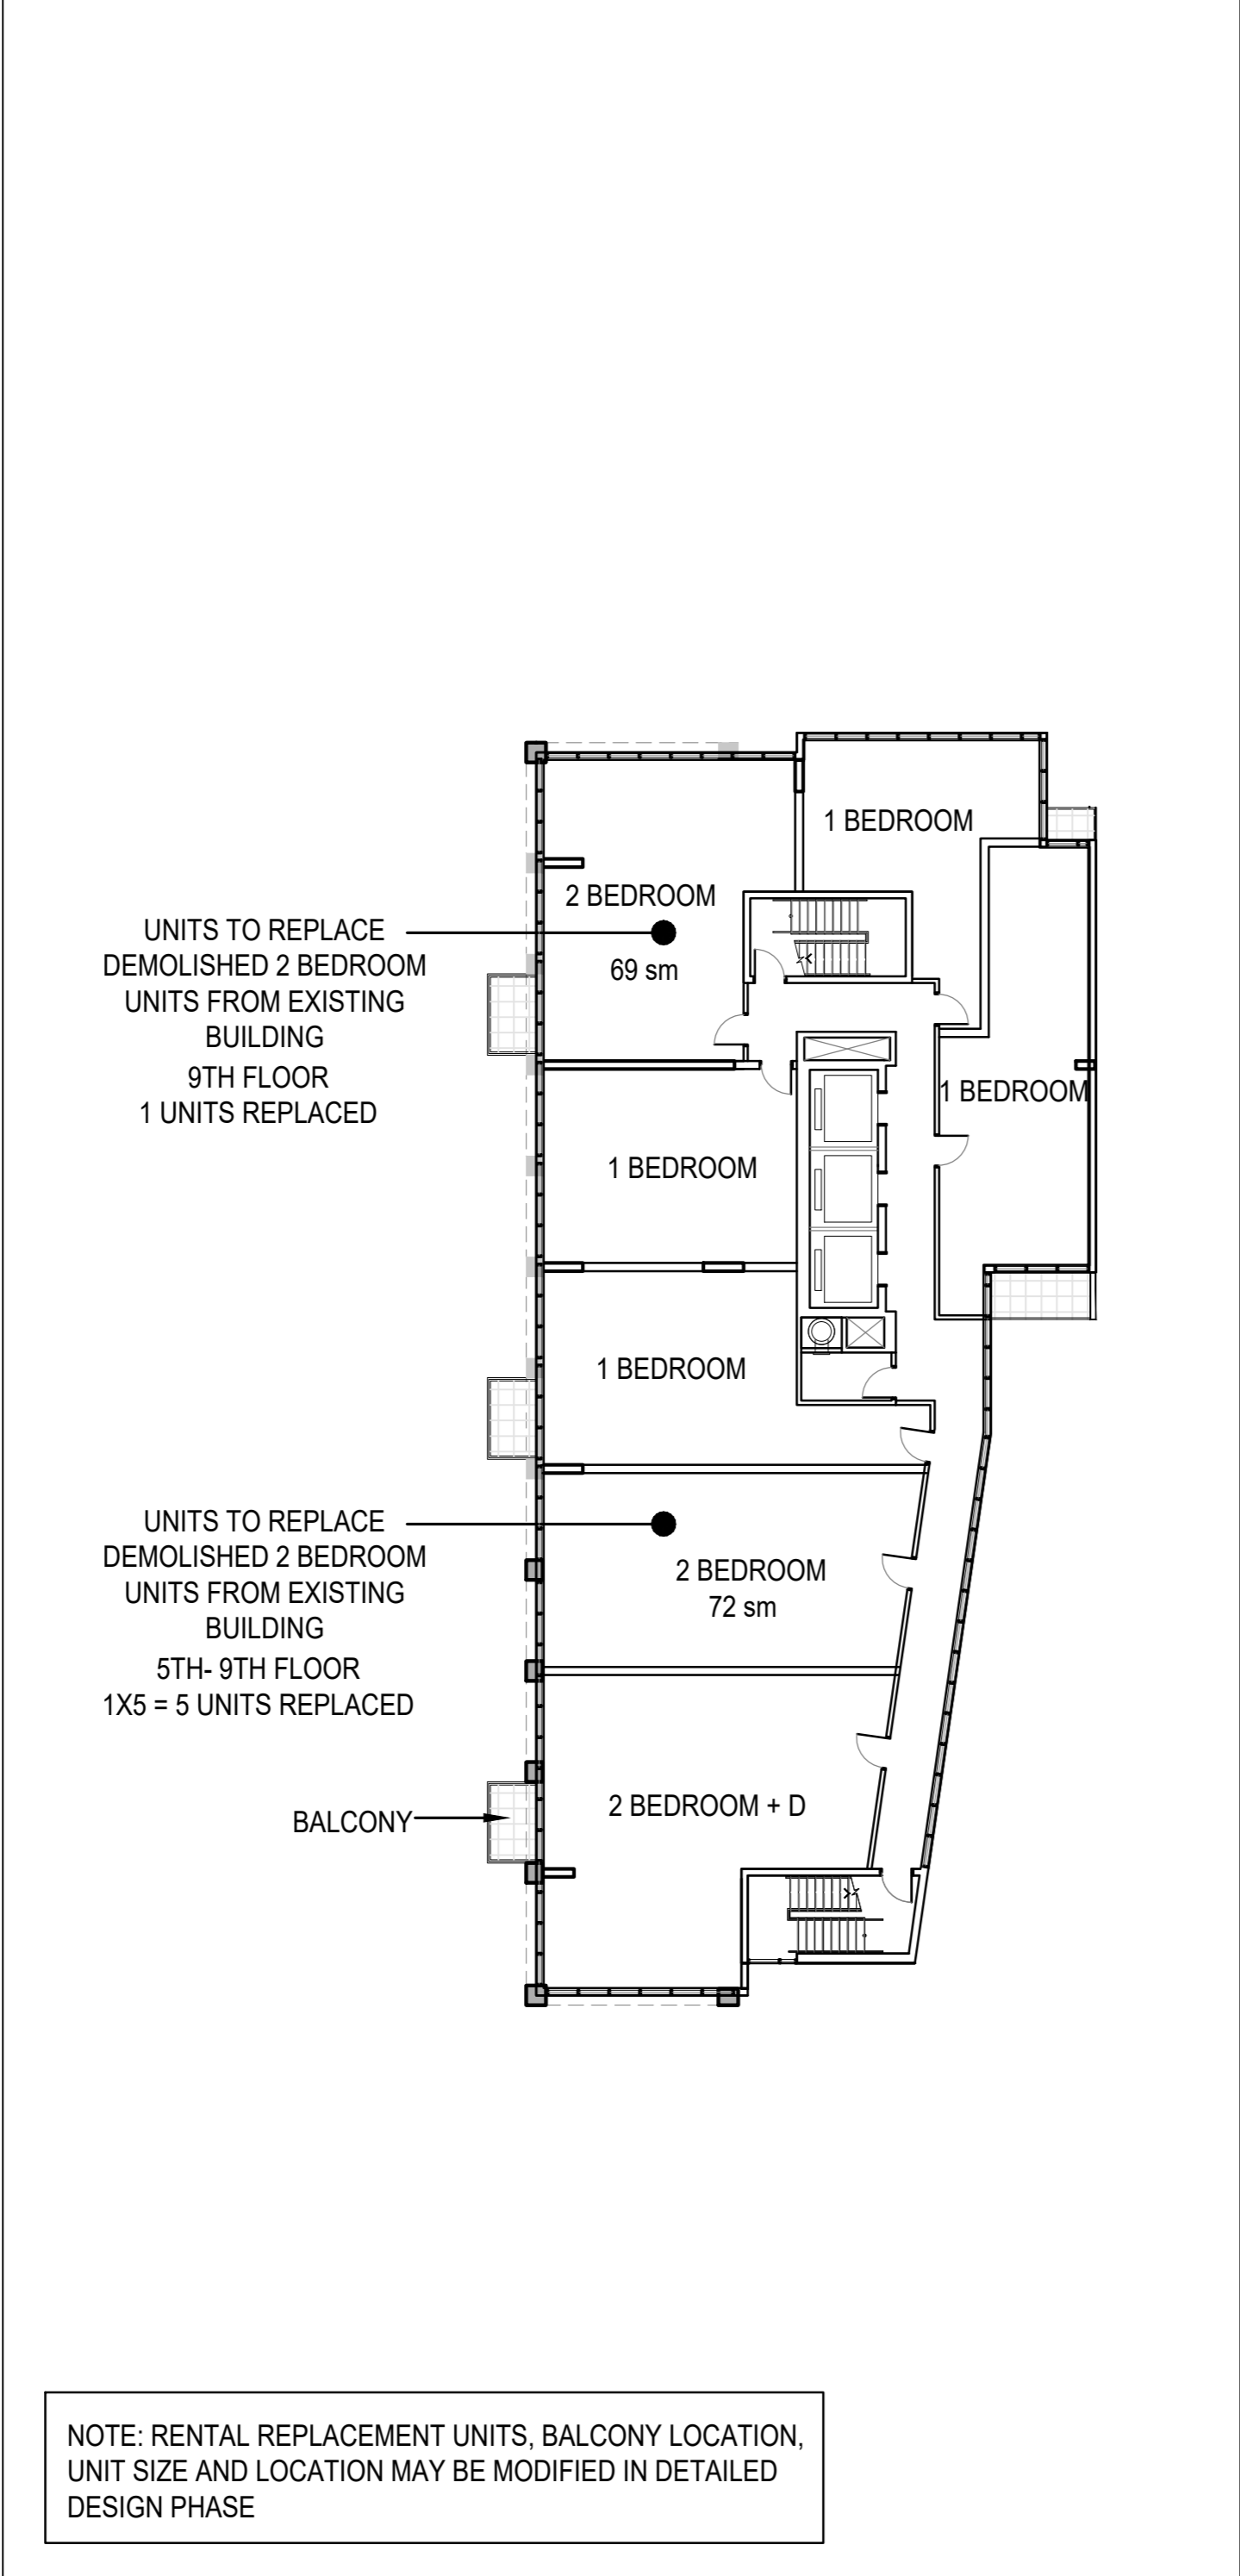 1 BEDROOM
2 BEDROOM
69 sm
UNITS TO REPLACE
DEMOLISHED 2 BEDROOM
UNITS FROM EXISTING
BUILDING
9TH FLOOR
1 UNITS REPLACED
1 BEDROOM
1 BEDROOM
1 BEDROOM
UNITS TO REPLACE
DEMOLISHED 2 BEDROOM
UNITS FROM EXISTING
BUILDING
5TH- 9TH FLOOR
1X5 = 5 UNITS REPLACED
2 BEDROOM
72 sm
2 BEDROOM + D
BALCONY
NOTE: RENTAL REPLACEMENT UNITS, BALCONY LOCATION,
UNIT SIZE AND LOCATION MAY BE MODIFIED IN DETAILED
DESIGN PHASE